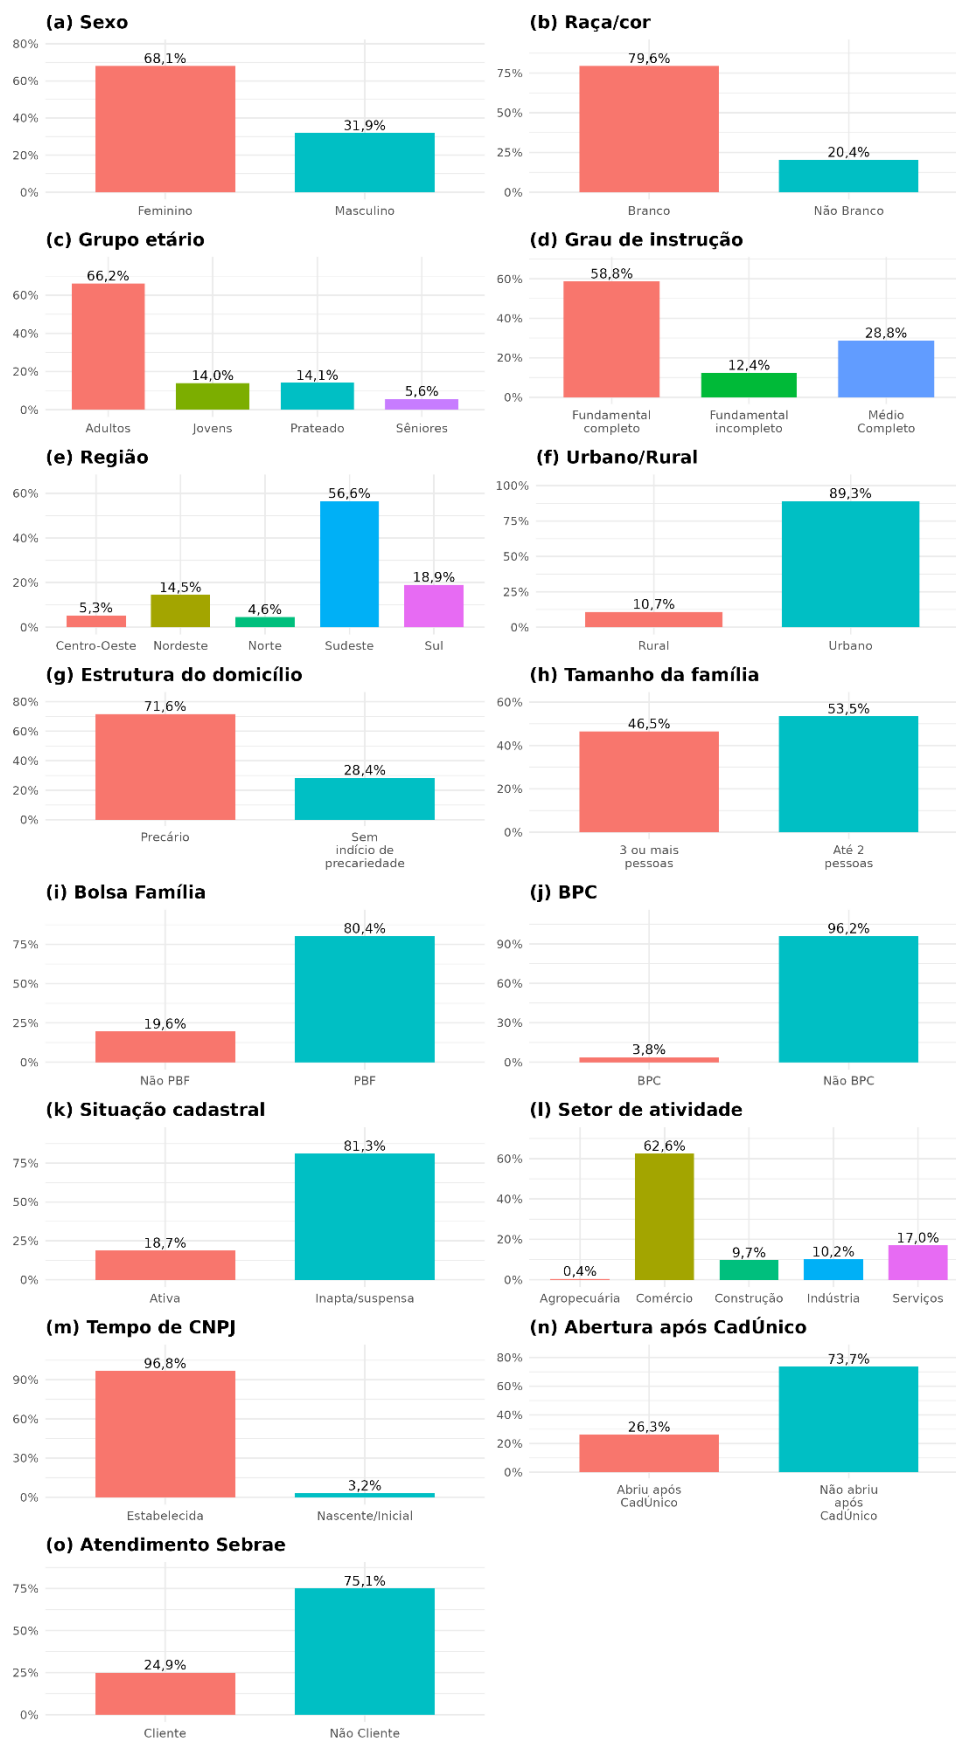 (a) Sexo
80%
60%
40%
20%
0%
68,1%
31,9%
Feminino
Masculino
(b) Raça/cor
75%
50%
25%
0%
79,6%
20,4%
Branco
Não Branco
(c) Grupo etário
60%
40%
20%
0%
66,2%
14,0%
14,1%
5,6%
Adultos
Jovens
Prateado
Sêniores
(d) Grau de instrução
60%
40%
20%
0%
58,8%
12,4%
28,8%
Fundamental
completo
Fundamental
incompleto
Médio
Completo
(e) Região
60%
40%
20%
0%
5,3%
14,5%
4,6%
56,6%
18,9%
Centro-Oeste
Nordeste
Norte
Sudeste
Sul
(f) Urbano/Rural
100%
75%
50%
25%
0%
10,7%
89,3%
Rural
Urbano
(g) Estrutura do domicílio
80%
60%
40%
20%
0%
71,6%
28,4%
Precário
Sem
indício de
precariedade
(h) Tamanho da família
60%
40%
20%
0%
46,5%
53,5%
3 ou mais
pessoas
Até 2
pessoas
(i) Bolsa Família
75%
50%
25%
0%
19,6%
80,4%
Não PBF
PBF
(j) BPC
90%
60%
30%
0%
3,8%
96,2%
BPC
Não BPC
(k) Situação cadastral
75%
50%
25%
0%
18,7%
81,3%
Ativa
Inapta/suspensa
(l) Setor de atividade
60%
40%
20%
0%
0,4%
62,6%
9,7%
10,2%
17,0%
Agropecuária
Comércio
Construção
Indústria
Serviços
(m) Tempo de CNPJ
90%
60%
30%
0%
96,8%
3,2%
Estabelecida
Nascente/Inicial
(n) Abertura após CadÚnico
80%
60%
40%
20%
0%
26,3%
73,7%
Abriu após
CadÚnico
Não abriu
após
CadÚnico
(o) Atendimento Sebrae
75%
50%
25%
0%
24,9%
75,1%
Cliente
Não Cliente